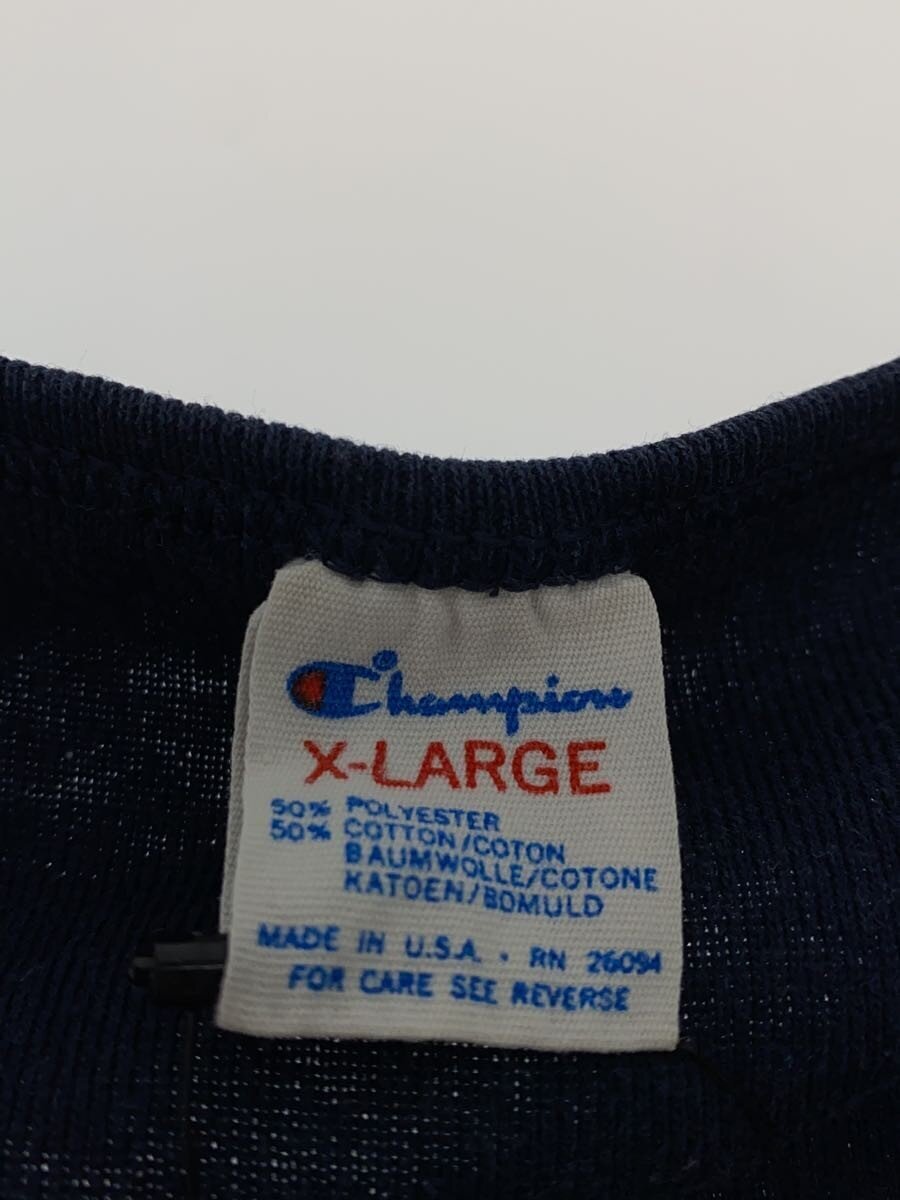 Champion
X-LARGE
50% POLYESTER
50% COTTON/COTON
BAUMWOLLE/COTONE
KATOEN/BOMULD
MADE IN U.S.A. • RN 26094
FOR CARE SEE REVERSE